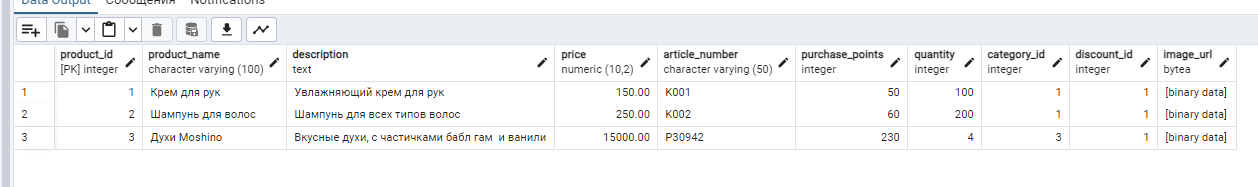 Data Output Сообщения Notifications
product_id product_name description price article_number purchase_points quantity category_id discount_id image_url
[PK] integer character varying (100) text numeric (10,2) character varying (50) integer integer integer integer bytea
1 1 Крем для рук Увлажняющий крем для рук 150.00 K001 50 100 1 1 [binary data]
2 2 Шампунь для волос Шампунь для всех типов волос 250.00 K002 60 200 1 1 [binary data]
3 3 Духи Moshino Вкусные духи, с частичками бабл гам и ванили 15000.00 P30942 230 4 3 1 [binary data]